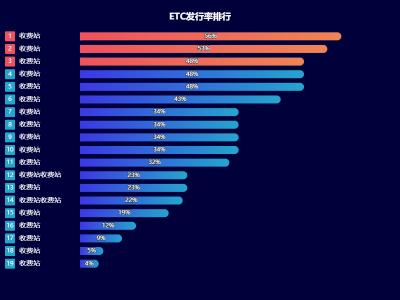 ETC发行率排行
1 收费站 56%
2 收费站 53%
3 收费站 48%
4 收费站 48%
5 收费站 48%
6 收费站 43%
7 收费站 34%
8 收费站 34%
9 收费站 34%
10 收费站 34%
11 收费站 32%
12 收费站收费站 23%
13 收费站 23%
14 收费站收费站 22%
15 收费站 19%
16 收费站 12%
17 收费站 9%
18 收费站 5%
19 收费站 4%